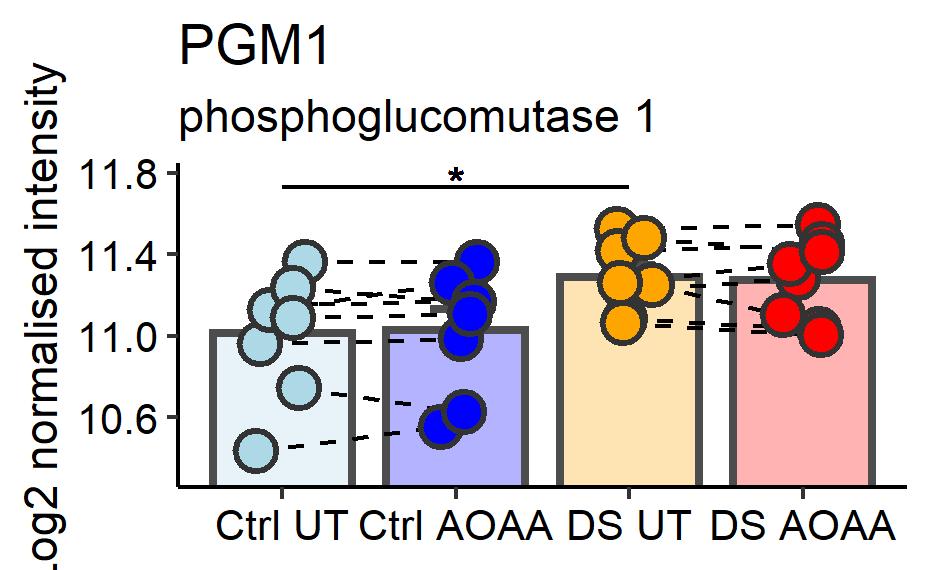 PGM1
phosphoglucomutase 1
og2 normalised intensity
11.8
11.4
11.0
10.6
*
Ctrl UT Ctrl AOAA DS UT DS AOAA